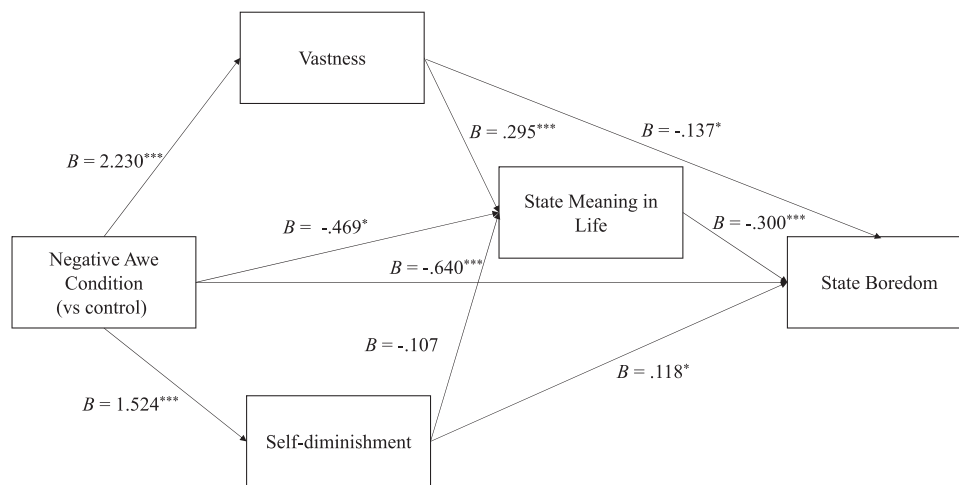 Vastness
B = -.137*
B = .295***
B = 2.230***
State Meaning in
Life
B = -.469*
B = -.300***
Negative Awe
Condition
(vs control)
B = -.640***
State Boredom
B = -.107
B = .118*
B = 1.524***
Self-diminishment